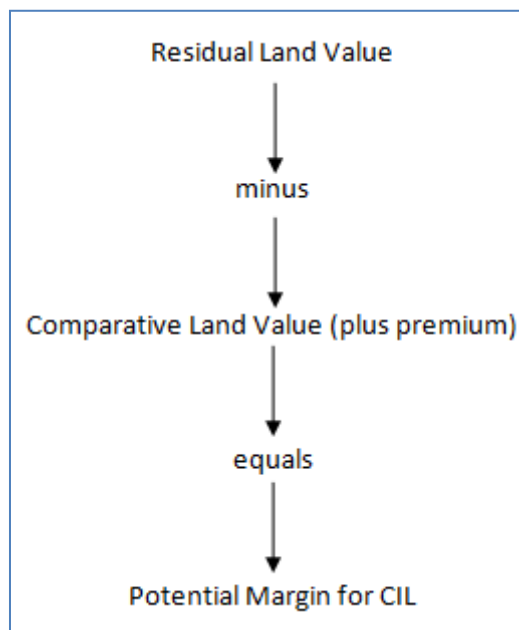 Residual Land Value
minus
Comparative Land Value (plus premium)
equals
Potential Margin for CIL